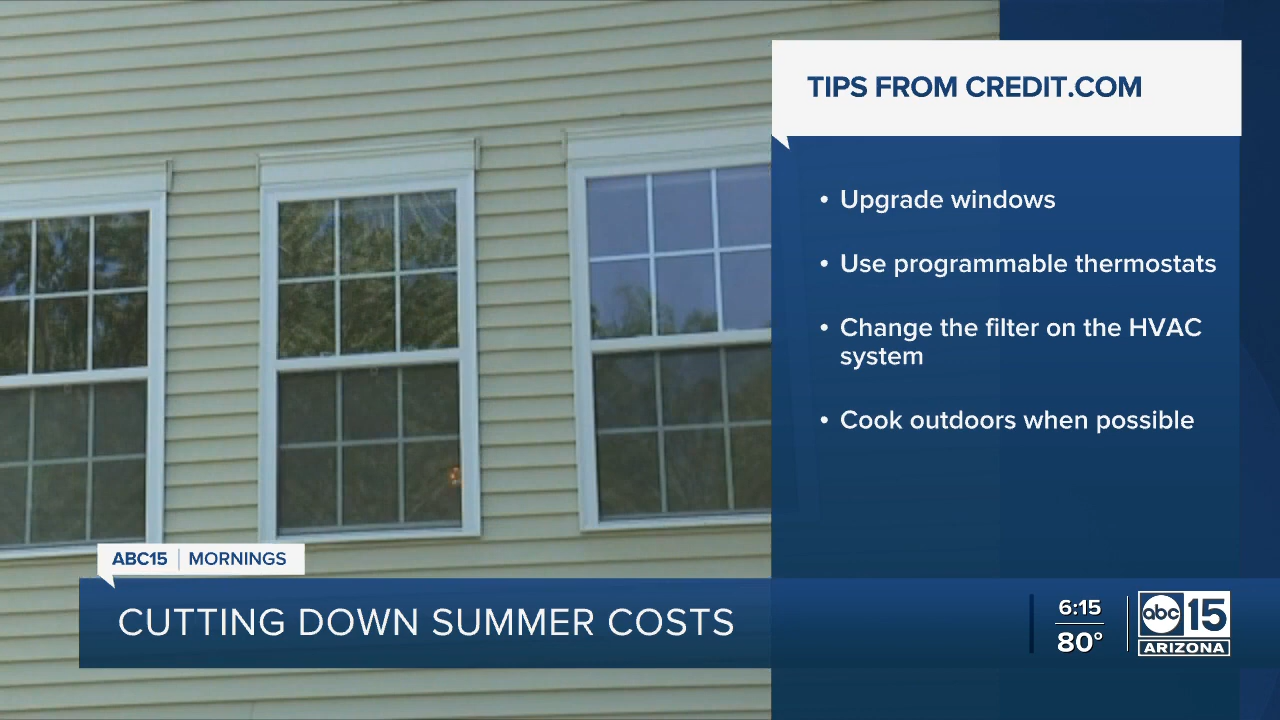 TIPS FROM CREDIT.COM
• Upgrade windows
• Use programmable thermostats
• Change the filter on the HVAC
system
• Cook outdoors when possible
ABC15 | MORNINGS
CUTTING DOWN SUMMER COSTS
6:15
80°
abc 15
ARIZONA